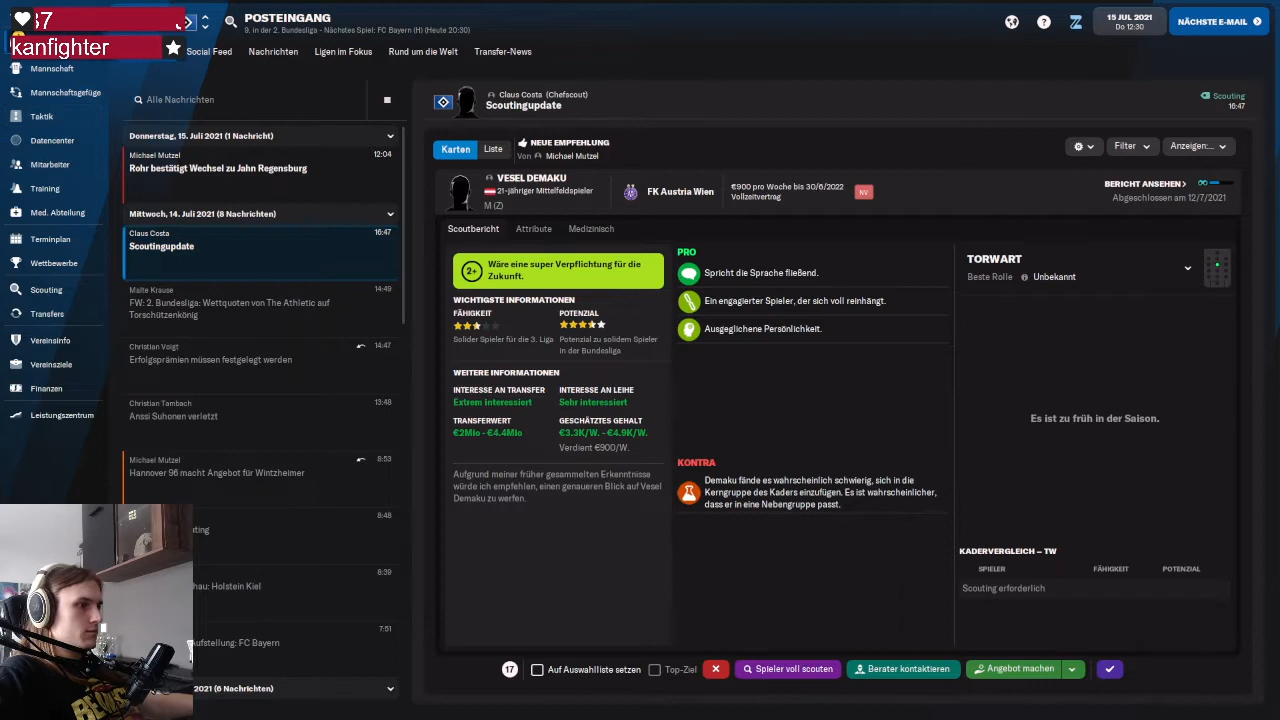 37
kanfighter
POSTEINGANG
9. in der 2. Bundesliga - Nächstes Spiel: FC Bayern (H) (Heute 20:30)
15 JUL 2021
Do 12:30
NÄCHSTE E-MAIL
Social Feed
Nachrichten
Ligen im Fokus
Rund um die Welt
Transfer-News
Mannschaft
Mannschaftsgefüge
Taktik
Datencenter
Mitarbeiter
Training
Med. Abteilung
Terminplan
Wettbewerbe
Scouting
Transfers
Vereinsinfo
Vereinsziele
Finanzen
Leistungszentrum
Alle Nachrichten
Donnerstag, 15. Juli 2021 (1 Nachricht)
Michael Mutzel
12:04
Rohr bestätigt Wechsel zu Jahn Regensburg
Mittwoch, 14. Juli 2021 (8 Nachrichten)
Claus Costa
16:47
Scoutingupdate
Malte Krause
14:49
FW: 2. Bundesliga: Wettquoten von The Athletic auf
Torschützenkönig
Christian Voigt
14:47
Erfolgsprämien müssen festgelegt werden
Christian Tambach
13:48
Anssi Suhonen verletzt
Michael Mutzel
8:53
Hannover 96 macht Angebot für Wintzheimer
8:48
8:39
hau: Holstein Kiel
7:51
Aufstellung: FC Bayern
2021 (6 Nachrichten)
Claus Costa (Chefscout)
Scoutingupdate
Scouting
16:47
Karten
Liste
NEUE EMPFEHLUNG
Von Michael Mutzel
Filter
Anzeigen:...
VESEL DEMAKU
21-jähriger Mittelfeldspieler
M (Z)
FK Austria Wien
€900 pro Woche bis 30/6/2022
Vollzeitvertrag
NV
BERICHT ANSEHEN
Abgeschlossen am 12/7/2021
Scoutbericht
Attribute
Medizinisch
2+
Wäre eine super Verpflichtung für die
Zukunft.
WICHTIGSTE INFORMATIONEN
FÄHIGKEIT
POTENZIAL
Solider Spieler für die 3. Liga
Potenzial zu solidem Spieler
in der Bundesliga
WEITERE INFORMATIONEN
INTERESSE AN TRANSFER
INTERESSE AN LEIHE
Extrem interessiert
Sehr interessiert
TRANSFERWERT
GESCHÄTZTES GEHALT
€2Mio - €4.4Mio
€3.3K/W. - €4.9K/W.
Verdient €900/W.
Aufgrund meiner früher gesammelten Erkenntnisse
würde ich empfehlen, einen genaueren Blick auf Vesel
Demaku zu werfen.
PRO
Spricht die Sprache fließend.
Ein engagierter Spieler, der sich voll reinhängt.
Ausgeglichene Persönlichkeit.
KONTRA
Demaku fände es wahrscheinlich schwierig, sich in die
Kerngruppe des Kaders einzufügen. Es ist wahrscheinlicher,
dass er in eine Nebengruppe passt.
TORWART
Beste Rolle Unbekannt
Es ist zu früh in der Saison.
KADERVERGLEICH – TW
SPIELER
FÄHIGKEIT
POTENZIAL
Scouting erforderlich
17
Auf Auswahlliste setzen
Top-Ziel
Spieler voll scouten
Berater kontaktieren
Angebot machen